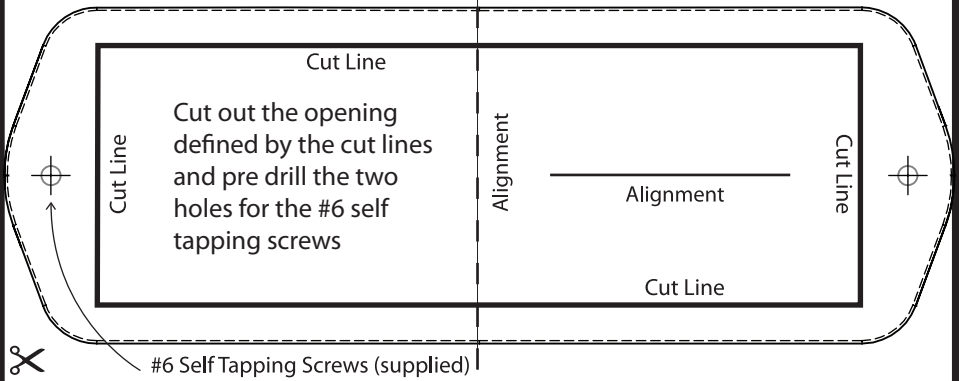 Cut Line
Cut out the opening
defined by the cut lines
and pre drill the two
holes for the #6 self
tapping screws
Cut Line
Alignment
Alignment
Cut Line
Cut Line
#6 Self Tapping Screws (supplied)